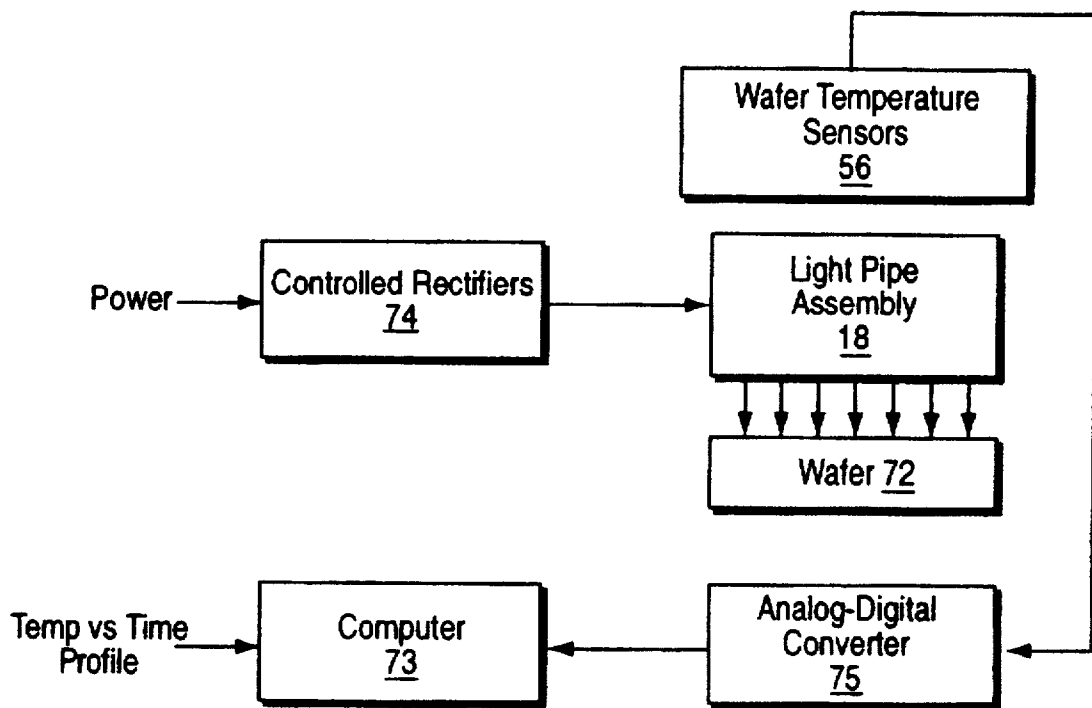 Wafer Temperature
Sensors
56
Power
Controlled Rectifiers
74
Light Pipe
Assembly
18
Wafer 72
Temp vs Time
Profile
Computer
73
Analog-Digital
Converter
75